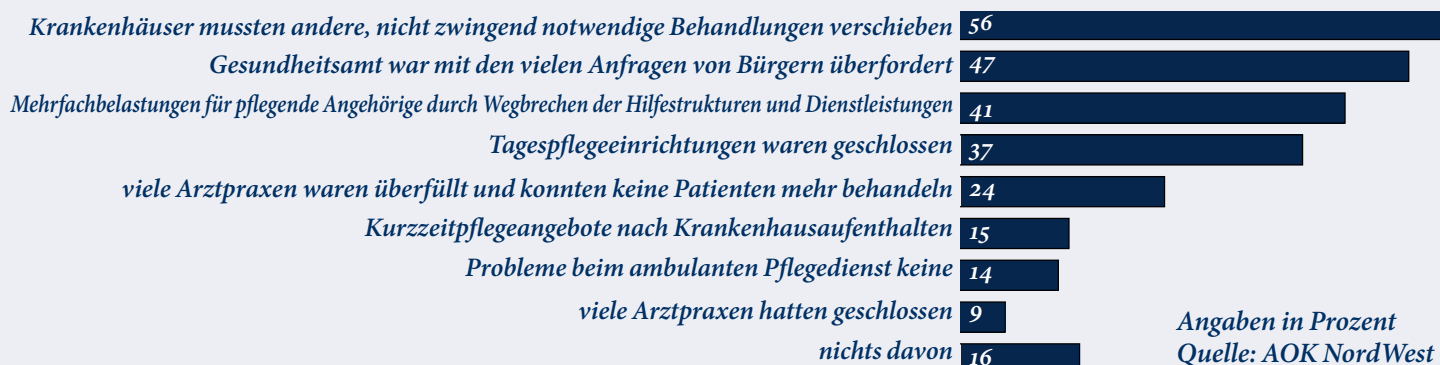 Krankenhäuser mussten andere, nicht zwingend notwendige Behandlungen verschieben 56
Gesundheitsamt war mit den vielen Anfragen von Bürgern überfordert 47
Mehrfachbelastungen für pflegende Angehörige durch Wegbrechen der Hilfestrukturen und Dienstleistungen 41
Tagespflegeeinrichtungen waren geschlossen 37
viele Arztpraxen waren überfüllt und konnten keine Patienten mehr behandeln 24
Kurzzeitpflegeangebote nach Krankenhausaufenthalten 15
Probleme beim ambulanten Pflegedienst keine 14
viele Arztpraxen hatten geschlossen 9
nichts davon 16
Angaben in Prozent
Quelle: AOK NordWest